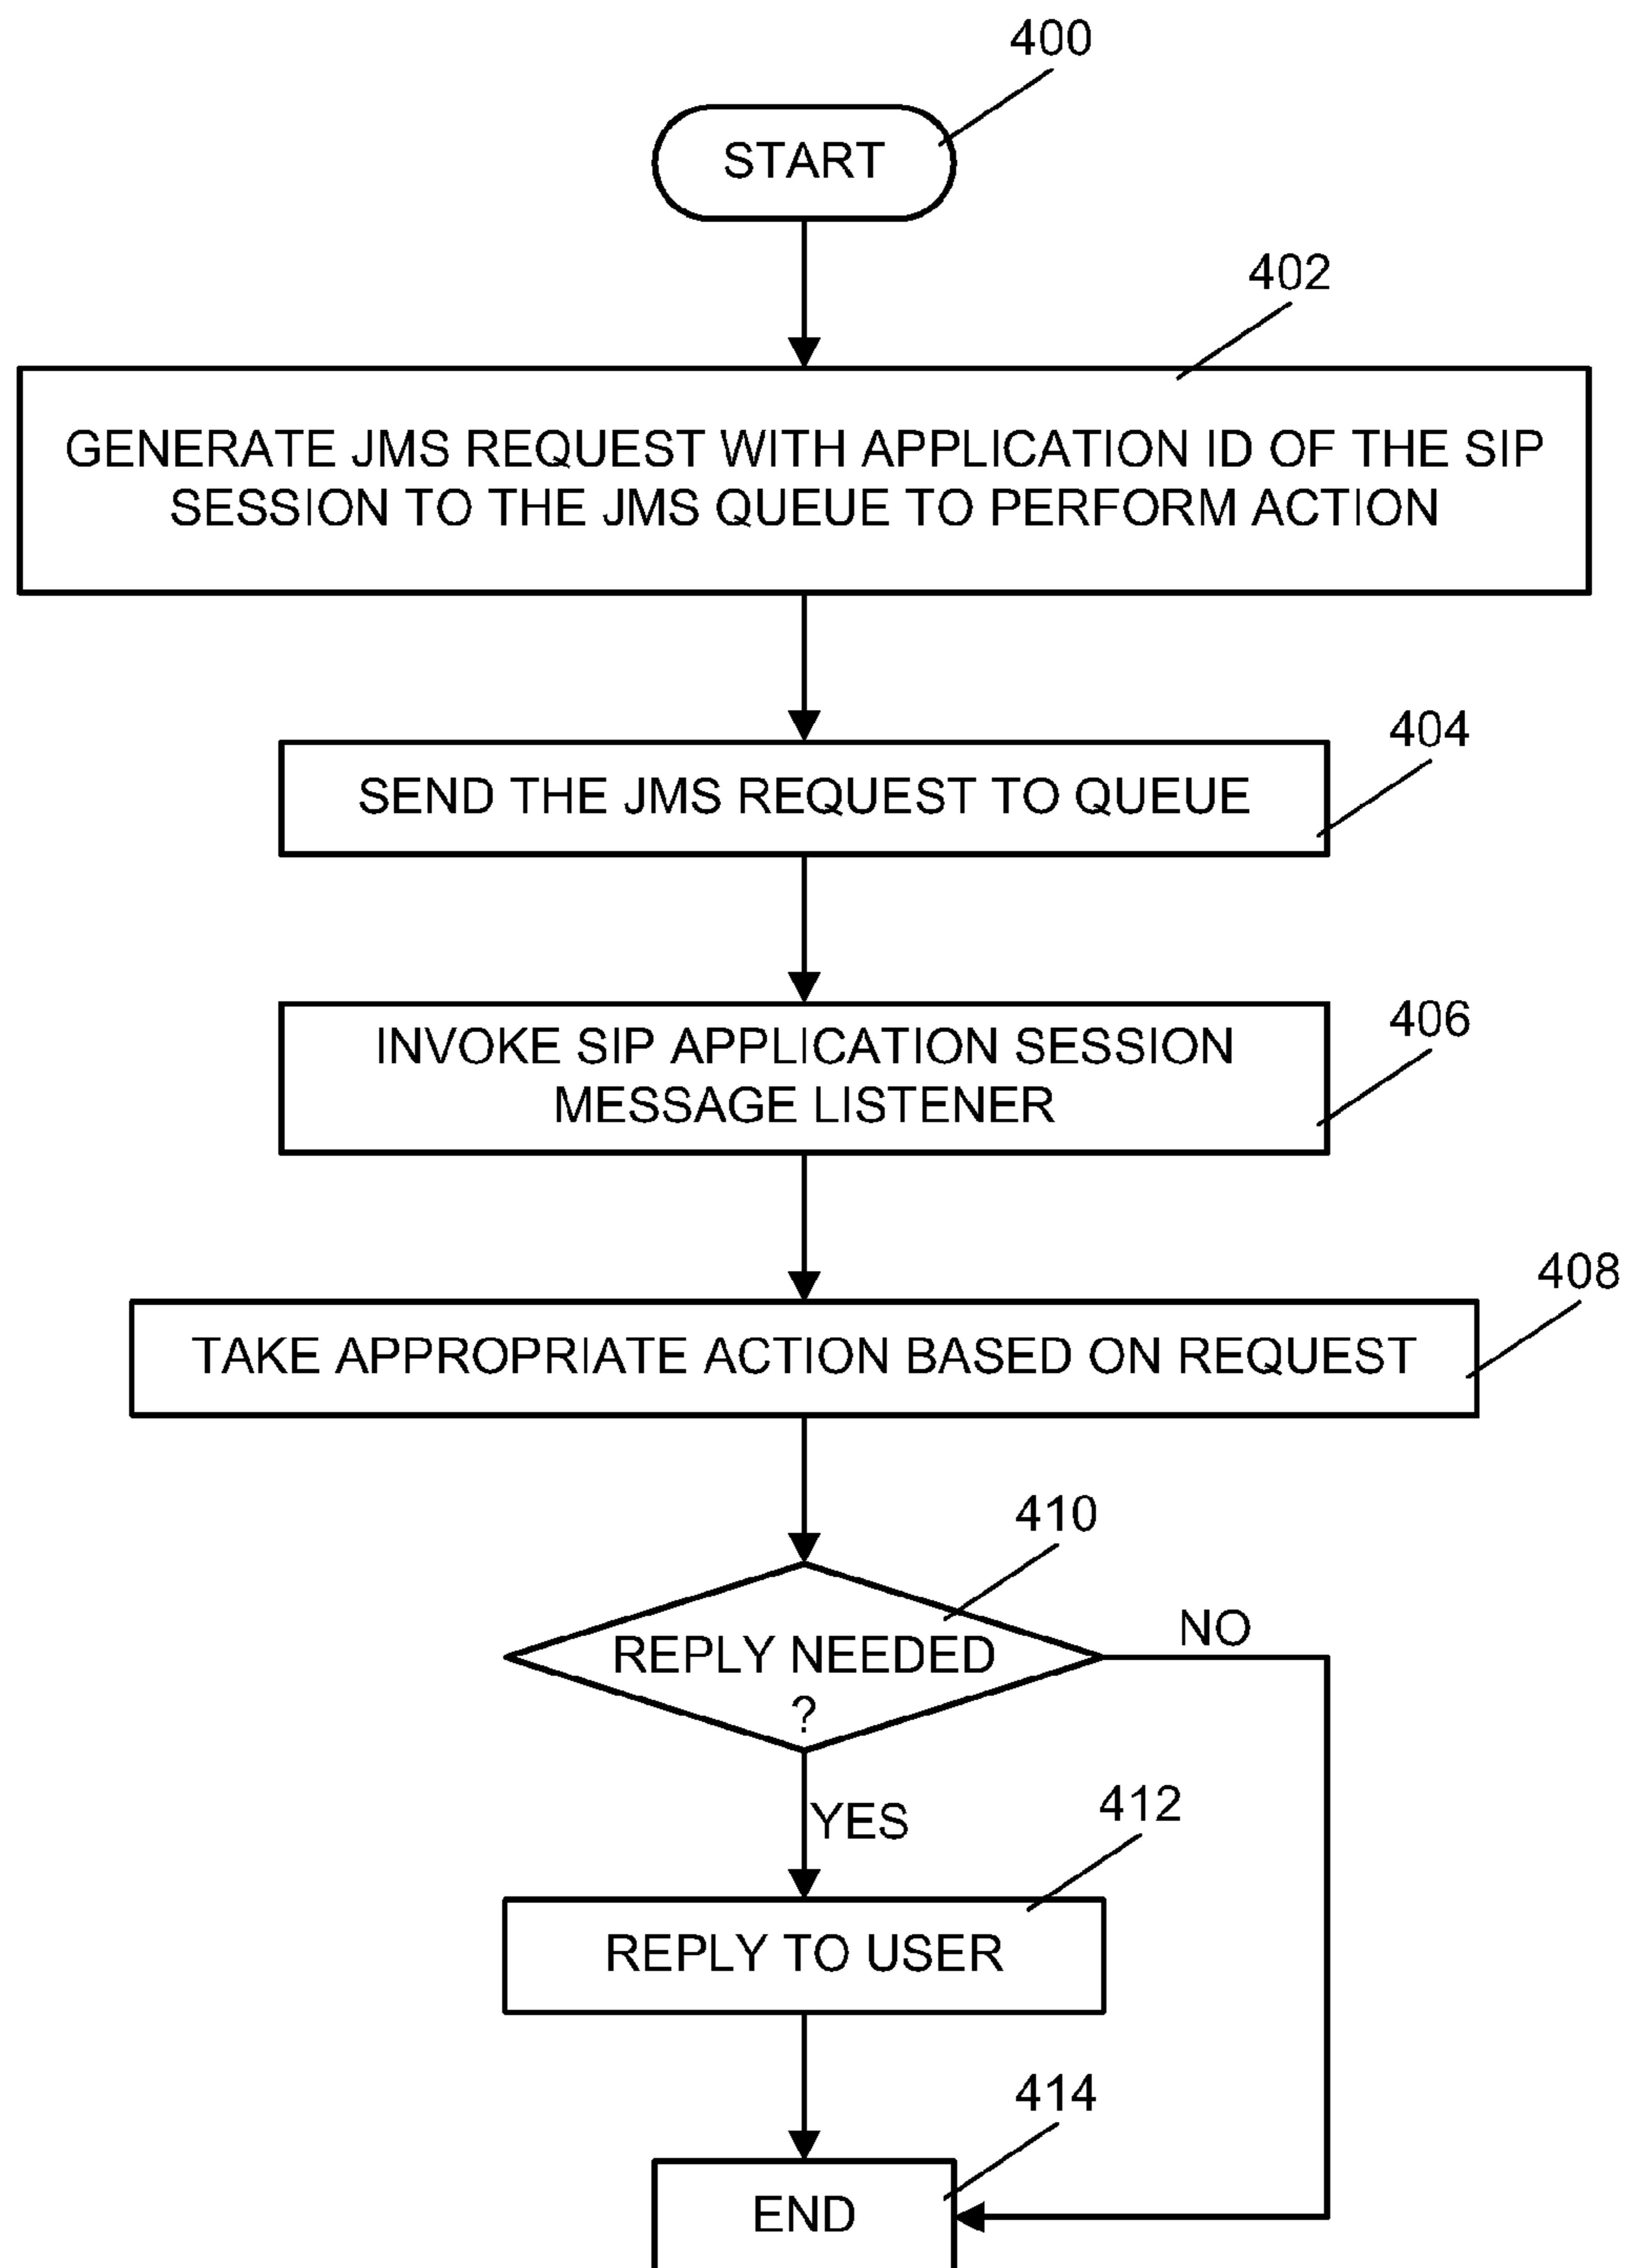 400
START
402
GENERATE JMS REQUEST WITH APPLICATION ID OF THE SIP
SESSION TO THE JMS QUEUE TO PERFORM ACTION
404
SEND THE JMS REQUEST TO QUEUE
406
INVOKE SIP APPLICATION SESSION
MESSAGE LISTENER
408
TAKE APPROPRIATE ACTION BASED ON REQUEST
410
NO
REPLY NEEDED
?
YES
412
REPLY TO USER
414
END